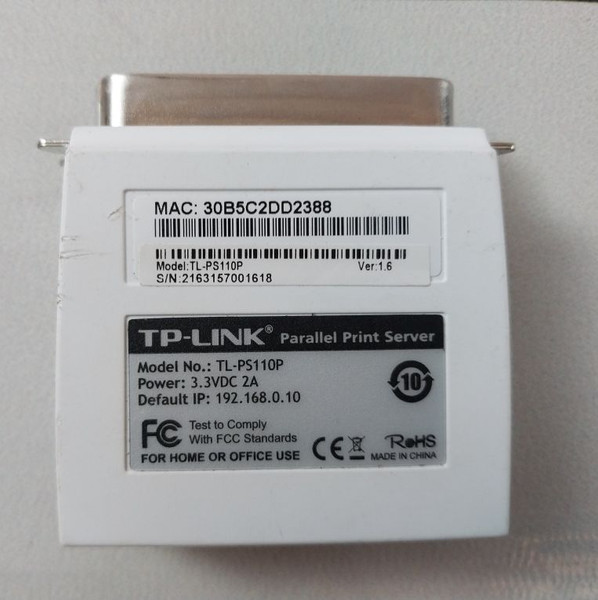 MAC: 30B5C2DD2388
Model:TL-PS110P Ver:1.6
S/N:2163157001618
TP-LINK® Parallel Print Server
Model No.: TL-PS110P
Power: 3.3VDC 2A
Default IP: 192.168.0.10
10
FC Test to Comply
With FCC Standards
FOR HOME OR OFFICE USE
CE RoHS
MADE IN CHINA